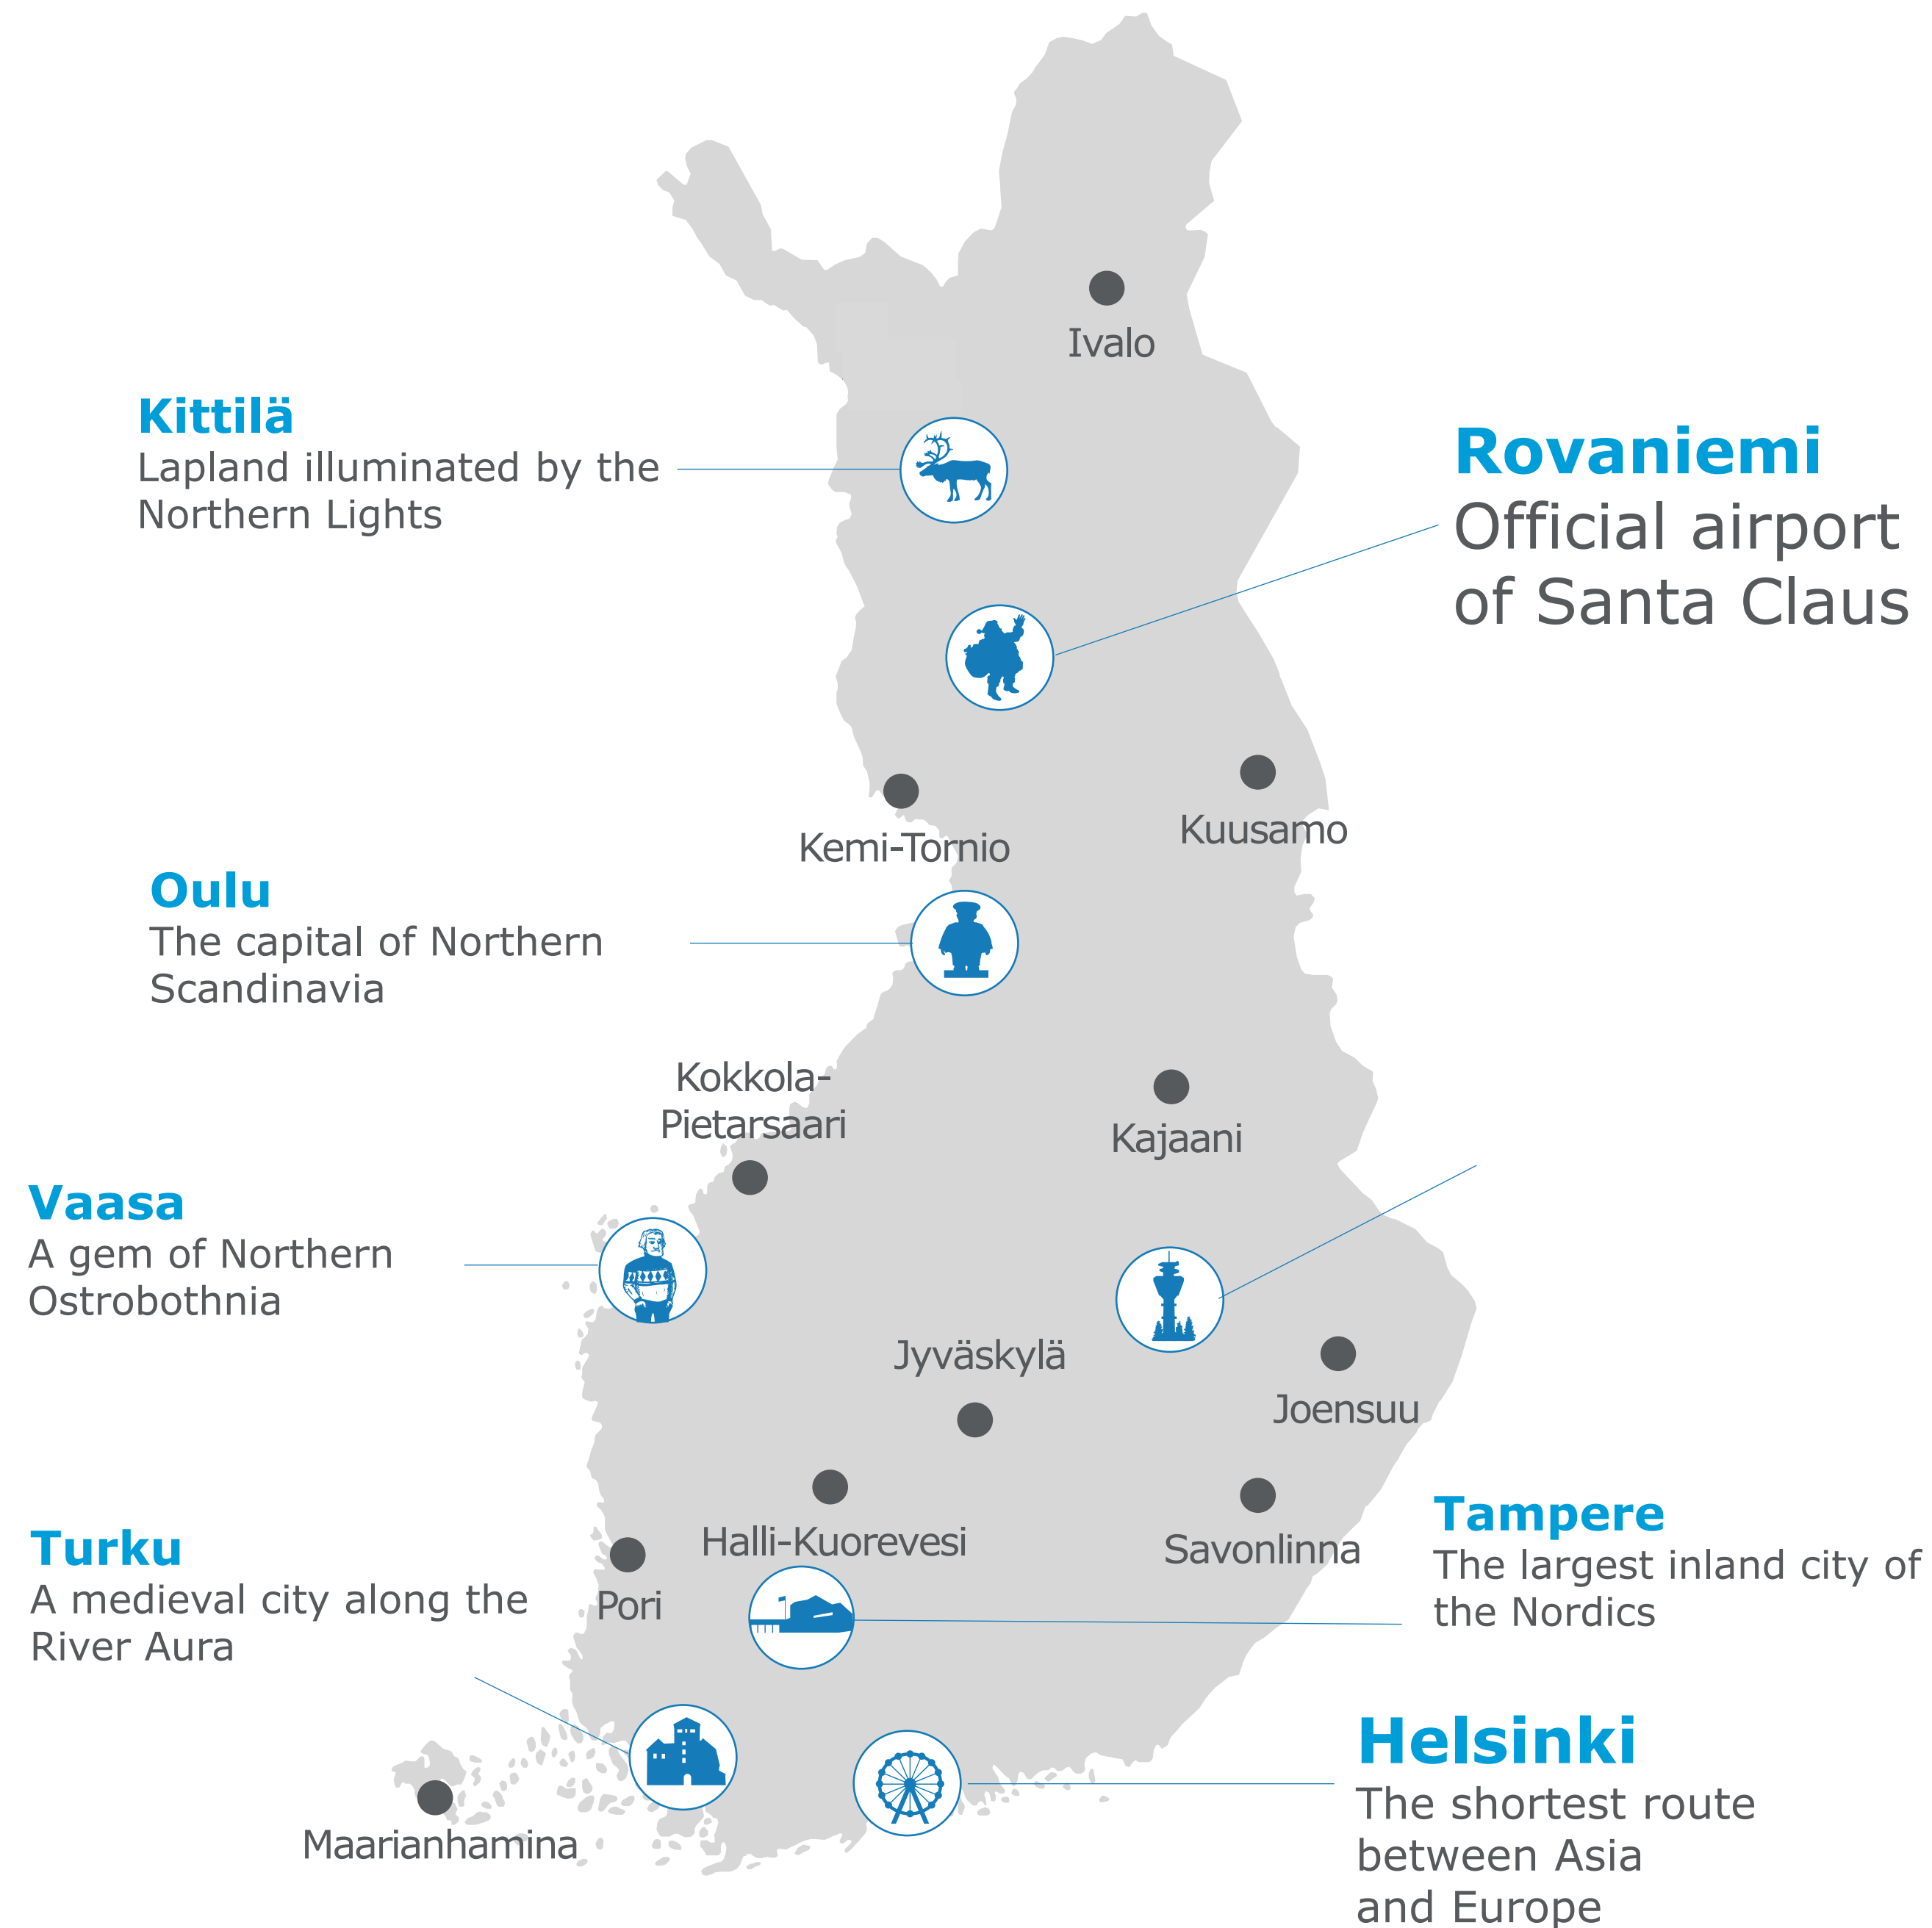 Ivalo
Kittilä
Lapland illuminated by the
Northern Lights
Rovaniemi
Official airport
of Santa Claus
Kemi-Tornio
Kuusamo
Oulu
The capital of Northern
Scandinavia
Kokkola-
Pietarsaari
Kajaani
Vaasa
A gem of Northern
Ostrobothnia
Jyväskylä
Joensuu
Halli-Kuorevesi
Savonlinna
Tampere
The largest inland city of
the Nordics
Turku
A medieval city along the
River Aura
Pori
Helsinki
The shortest route
between Asia
and Europe
Maarianhamina